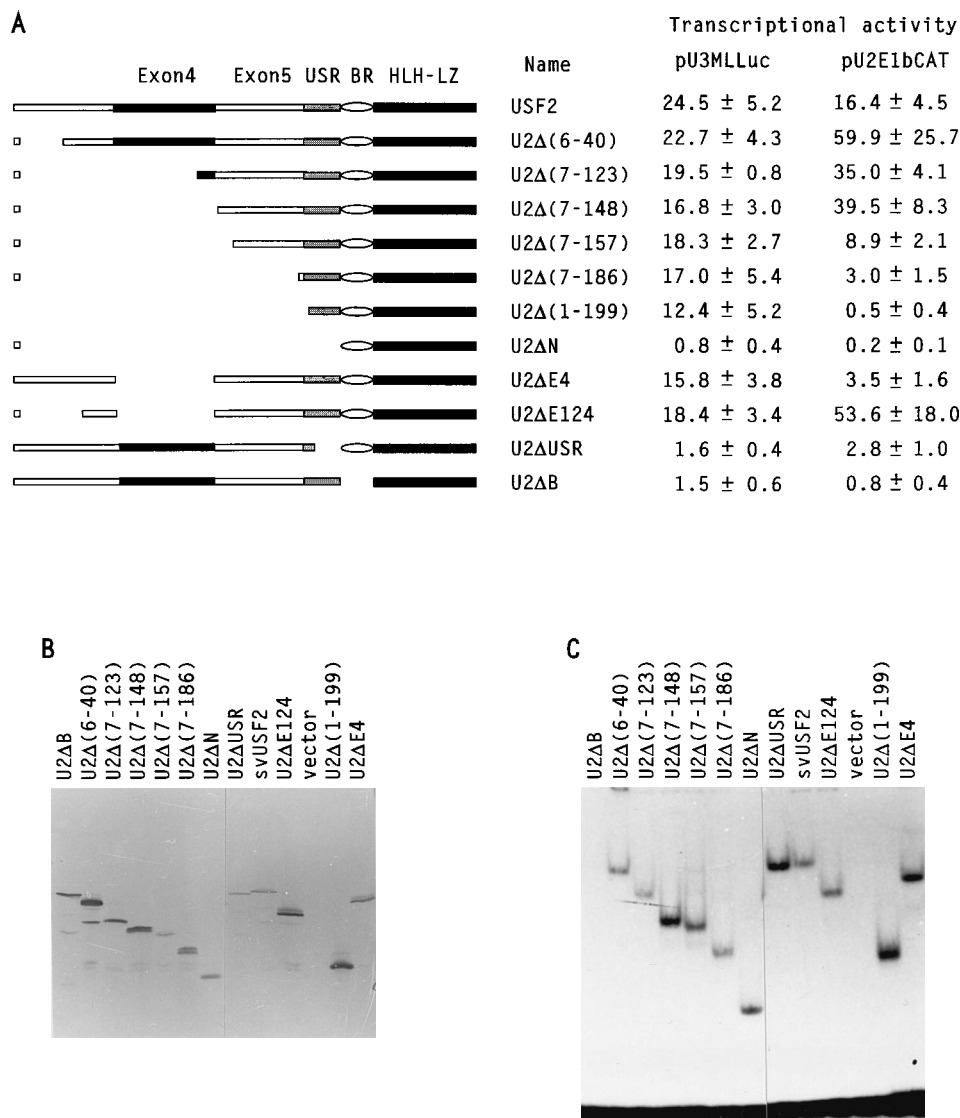 A
Transcriptional activity
Exon4 Exon5 USR BR HLH-LZ Name pU3MLLuc pU2E1bCAT
USF2 24.5 ± 5.2 16.4 ± 4.5
U2Δ(6-40) 22.7 ± 4.3 59.9 ± 25.7
U2Δ(7-123) 19.5 ± 0.8 35.0 ± 4.1
U2Δ(7-148) 16.8 ± 3.0 39.5 ± 8.3
U2Δ(7-157) 18.3 ± 2.7 8.9 ± 2.1
U2Δ(7-186) 17.0 ± 5.4 3.0 ± 1.5
U2Δ(1-199) 12.4 ± 5.2 0.5 ± 0.4
U2ΔN 0.8 ± 0.4 0.2 ± 0.1
U2ΔE4 15.8 ± 3.8 3.5 ± 1.6
U2ΔE124 18.4 ± 3.4 53.6 ± 18.0
U2ΔUSR 1.6 ± 0.4 2.8 ± 1.0
U2ΔB 1.5 ± 0.6 0.8 ± 0.4
B
U2ΔB
U2Δ(6-40)
U2Δ(7-123)
U2Δ(7-148)
U2Δ(7-157)
U2Δ(7-186)
U2ΔN
U2ΔUSR
svUSF2
U2ΔE124
vector
U2Δ(1-199)
U2ΔE4
C
U2ΔB
U2Δ(6-40)
U2Δ(7-123)
U2Δ(7-148)
U2Δ(7-157)
U2Δ(7-186)
U2ΔN
U2ΔUSR
svUSF2
U2ΔE124
vector
U2Δ(1-199)
U2ΔE4